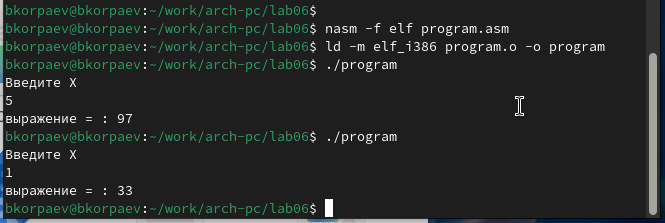 bkorpaev@bkorpaev:~/work/arch-pc/lab06$
bkorpaev@bkorpaev:~/work/arch-pc/lab06$ nasm -f elf program.asm
bkorpaev@bkorpaev:~/work/arch-pc/lab06$ ld -m elf_i386 program.o -o program
bkorpaev@bkorpaev:~/work/arch-pc/lab06$ ./program
Введите X
5
выражение = : 97
bkorpaev@bkorpaev:~/work/arch-pc/lab06$ ./program
Введите X
1
выражение = : 33
bkorpaev@bkorpaev:~/work/arch-pc/lab06$